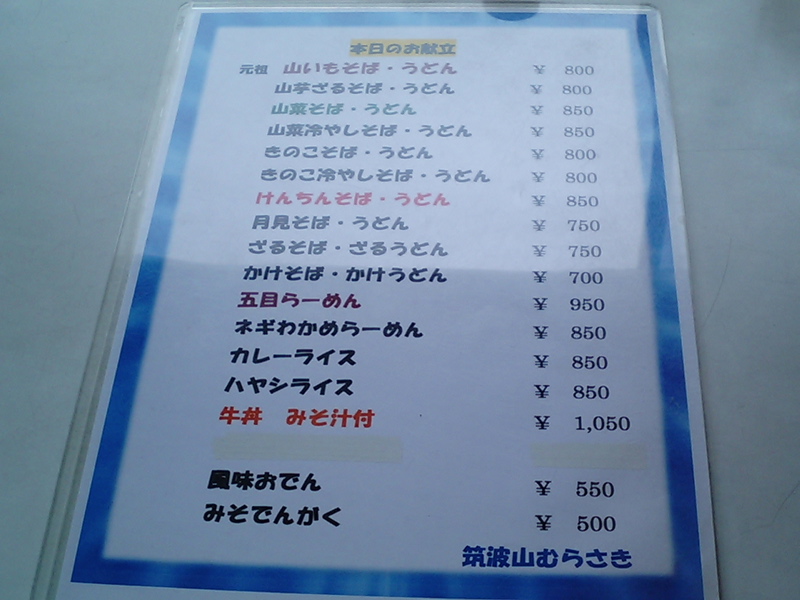 本日のお献立
元祖 山いもそば・うどん ￥ 800
山芋ざるそば・うどん ￥ 800
山菜そば・うどん ￥ 850
山菜冷やしそば・うどん ￥ 850
きのこそば・うどん ￥ 800
きのこ冷やしそば・うどん ￥ 800
けんちんそば・うどん ￥ 850
月見そば・うどん ￥ 750
ざるそば・ざるうどん ￥ 750
かけそば・かけうどん ￥ 700
五目らーめん ￥ 950
ネギわかめらーめん ￥ 850
カレーライス ￥ 850
ハヤシライス ￥ 850
牛丼 みそ汁付 ￥ 1,050
風味おでん ￥ 550
みそでんがく ￥ 500
筑波山むらさき